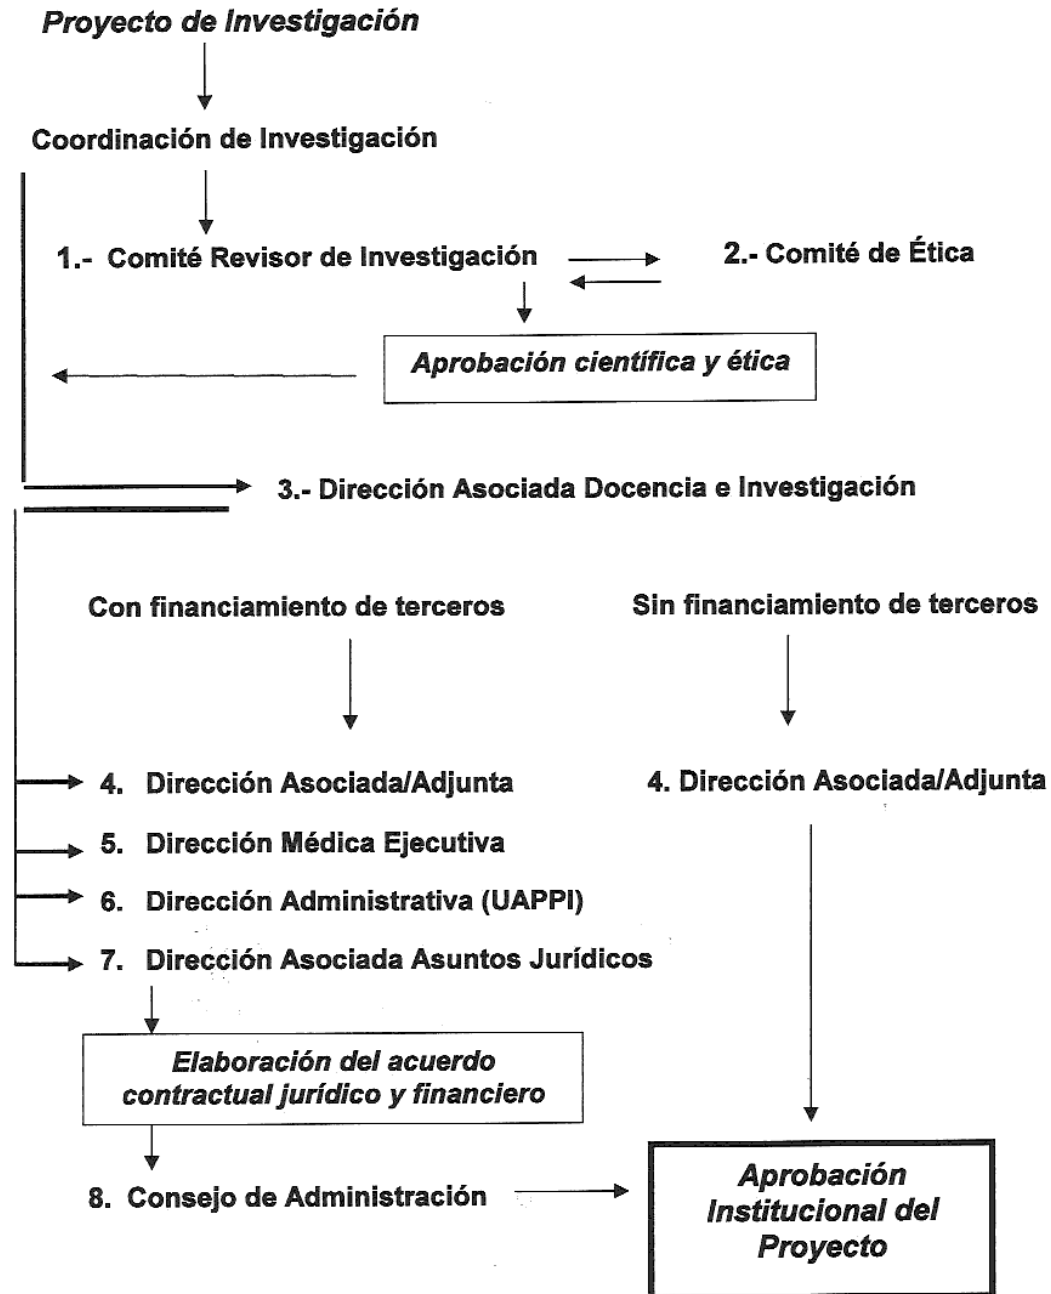 Proyecto de Investigación
Coordinación de Investigación
1.- Comité Revisor de Investigación
2.- Comité de Ética
Aprobación científica y ética
3.- Dirección Asociada Docencia e Investigación
Con financiamiento de terceros
Sin financiamiento de terceros
4. Dirección Asociada/Adjunta
4. Dirección Asociada/Adjunta
5. Dirección Médica Ejecutiva
6. Dirección Administrativa (UAPPI)
7. Dirección Asociada Asuntos Jurídicos
Elaboración del acuerdo
contractual jurídico y financiero
8. Consejo de Administración
Aprobación
Institucional del
Proyecto